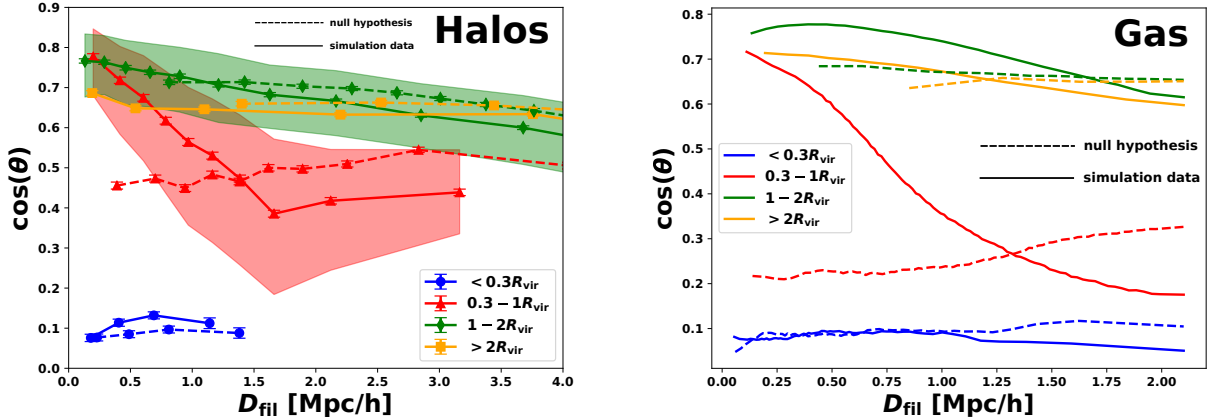 Halos
null hypothesis
simulation data
cos(θ)
0.9
0.8
0.7
0.6
0.5
0.4
0.3
0.2
0.1
0.0
< 0.3R_vir
0.3 − 1R_vir
1 − 2R_vir
> 2R_vir
0.0 0.5 1.0 1.5 2.0 2.5 3.0 3.5 4.0
D_fil [Mpc/h]
Gas
cos(θ)
0.8
0.7
0.6
0.5
0.4
0.3
0.2
0.1
< 0.3R_vir
0.3 − 1R_vir
1 − 2R_vir
> 2R_vir
null hypothesis
simulation data
0.00 0.25 0.50 0.75 1.00 1.25 1.50 1.75 2.00
D_fil [Mpc/h]